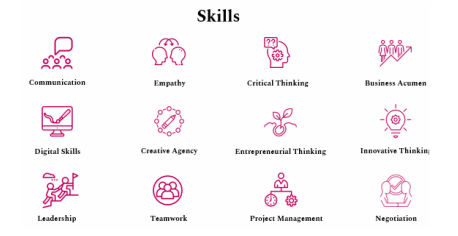 Skills
??
Communication
Empathy
Critical Thinking
Business Acumen
Digital Skills
Creative Agency
Entrepreneurial Thinking
Innovative Thinking
Leadership
Teamwork
Project Management
Negotiation